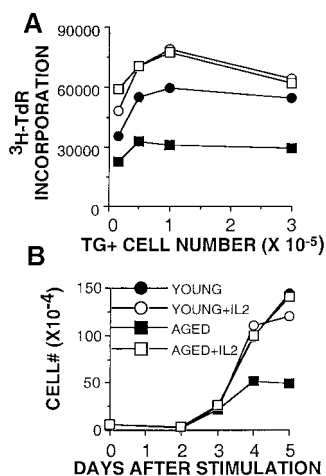 A
90000
60000
30000
0
³H-TdR
INCORPORATION
0 1 2 3
TG+ CELL NUMBER (X 10⁻⁵)
B
YOUNG
YOUNG+IL2
AGED
AGED+IL2
150
100
50
0
CELL# (X10⁻⁴)
0 1 2 3 4 5
DAYS AFTER STIMULATION